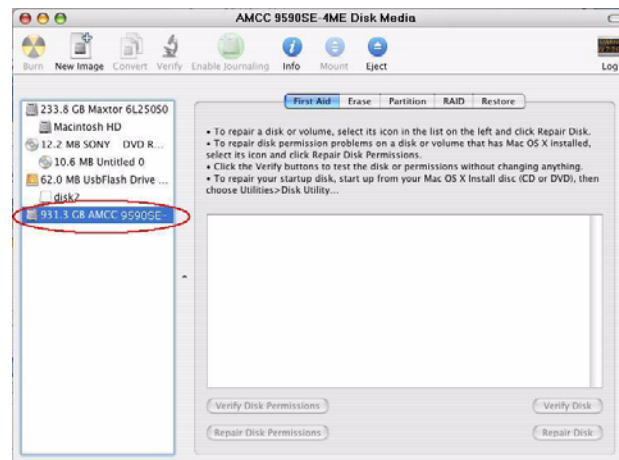 AMCC 9590SE-4ME Disk Media
Burn New Image Convert Verify Enable Journaling Info Mount Eject Log
233.8 GB Maxtor 6L250S0
Macintosh HD
12.2 MB SONY DVD R...
10.6 MB Untitled 0
62.0 MB UsbFlash Drive ...
disk2
931.3 GB AMCC 9590SE-
First Aid Erase Partition RAID Restore
• To repair a disk or volume, select its icon in the list on the left and click Repair Disk.
• To repair disk permission problems on a disk or volume that has Mac OS X installed,
select its icon and click Repair Disk Permissions.
• Click the Verify buttons to test the disk or permissions without changing anything.
• To repair your startup disk, start up from your Mac OS X Install disc (CD or DVD), then
choose Utilities>Disk Utility...
Verify Disk Permissions Verify Disk
Repair Disk Permissions Repair Disk